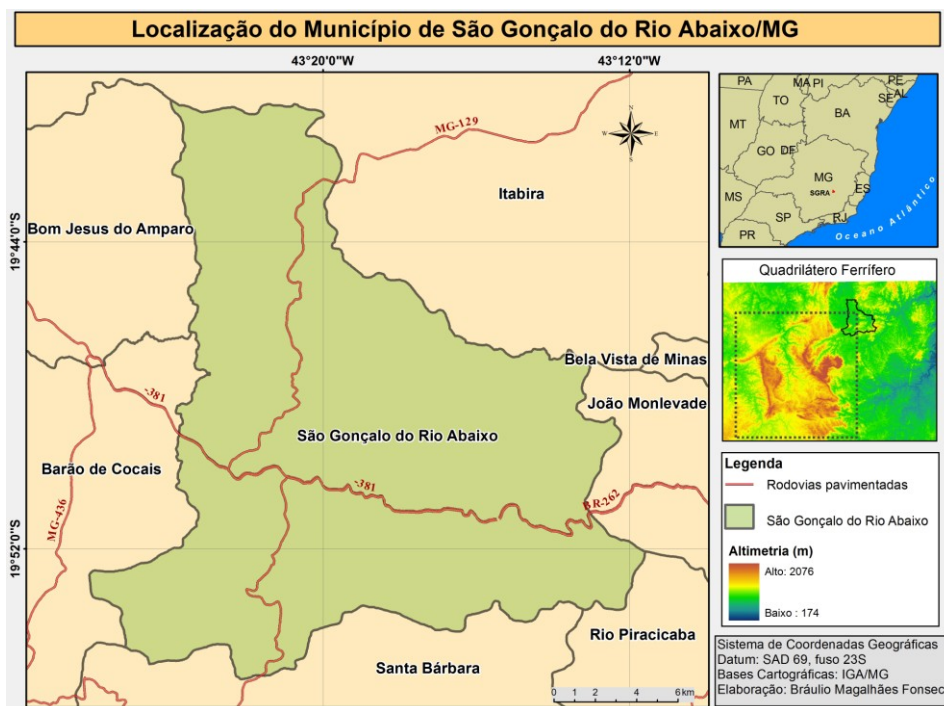 Localização do Município de São Gonçalo do Rio Abaixo/MG
43°20'0"W
43°12'0"W
19°44'0"S
19°52'0"S
MG-129
Itabira
Bom Jesus do Amparo
Bela Vista de Minas
João Monlevade
-381
São Gonçalo do Rio Abaixo
Barão de Cocais
-381
BR-262
MG-436
Rio Piracicaba
Santa Bárbara
0 1 2 4 6 km
N
W E
S
PA
MA
PI
PE
AL
SE
TO
BA
MT
GO
DF
MG
SGRA
ES
MS
SP
RJ
PR
Oceano Atlântico
Quadrilátero Ferrífero
Legenda
Rodovias pavimentadas
São Gonçalo do Rio Abaixo
Altimetria (m)
Alto: 2076
Baixo : 174
Sistema de Coordenadas Geográficas
Datum: SAD 69, fuso 23S
Bases Cartográficas: IGA/MG
Elaboração: Bráulio Magalhães Fonsec